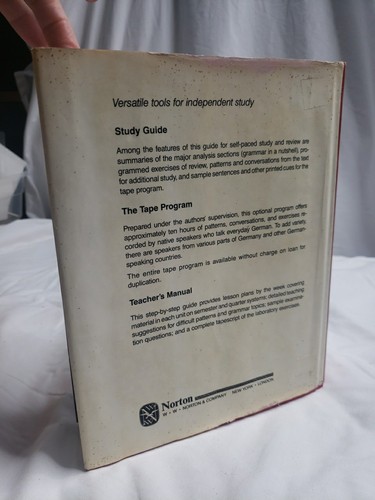 Versatile tools for independent study
Study Guide
Among the features of this guide for self-paced study and review are
summaries of the major analysis sections (grammar in a nutshell), pro-
grammed exercises of review, patterns and conversations from the text
for additional study, and sample sentences and other printed cues for the
tape program.
The Tape Program
Prepared under the authors' supervision, this optional program offers
approximately ten hours of patterns, conversations, and exercises re-
corded by native speakers who talk everyday German. To add variety,
there are speakers from various parts of Germany and other German-
speaking countries.
The entire tape program is available without charge on loan for
duplication.
Teacher's Manual
This step-by-step guide provides lesson plans by the week covering
material in each unit on semester and quarter systems; detailed teaching
suggestions for difficult patterns and grammar topics; sample examina-
tion questions; and a complete tapescript of the laboratory exercises.
Norton
W • W • NORTON & COMPANY NEW YORK • LONDON